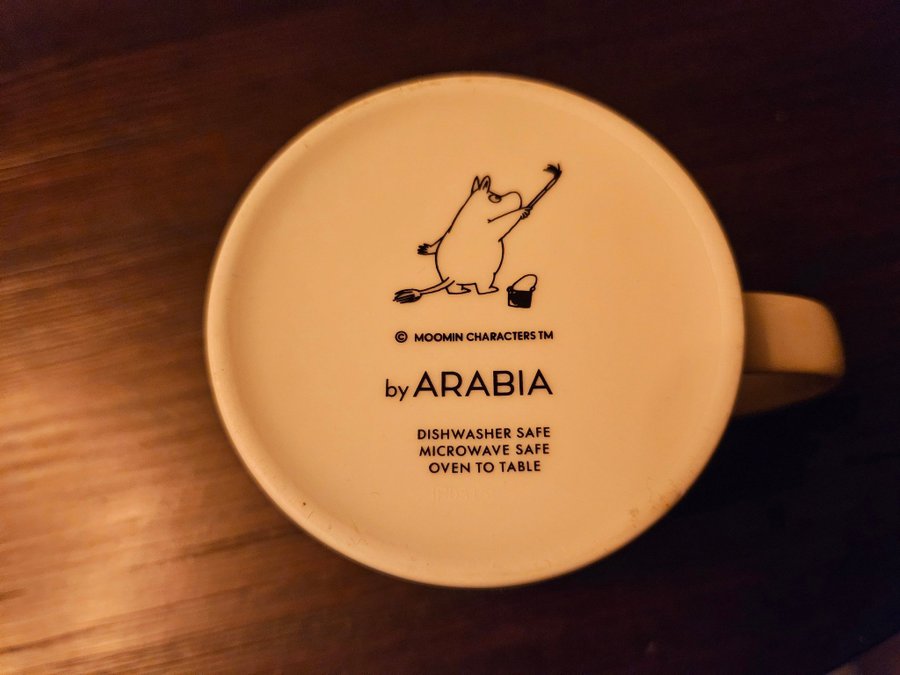 © MOOMIN CHARACTERS TM
by ARABIA
DISHWASHER SAFE
MICROWAVE SAFE
OVEN TO TABLE